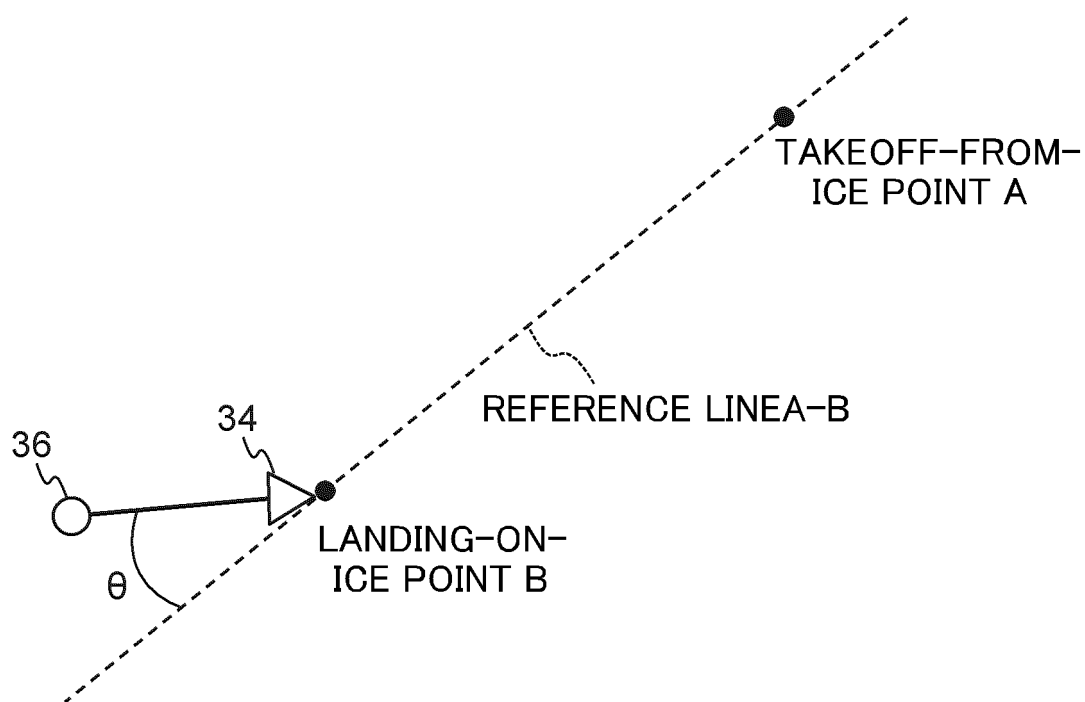 TAKEOFF-FROM-
ICE POINT A
REFERENCE LINEA-B
34
36
LANDING-ON-
ICE POINT B
θ